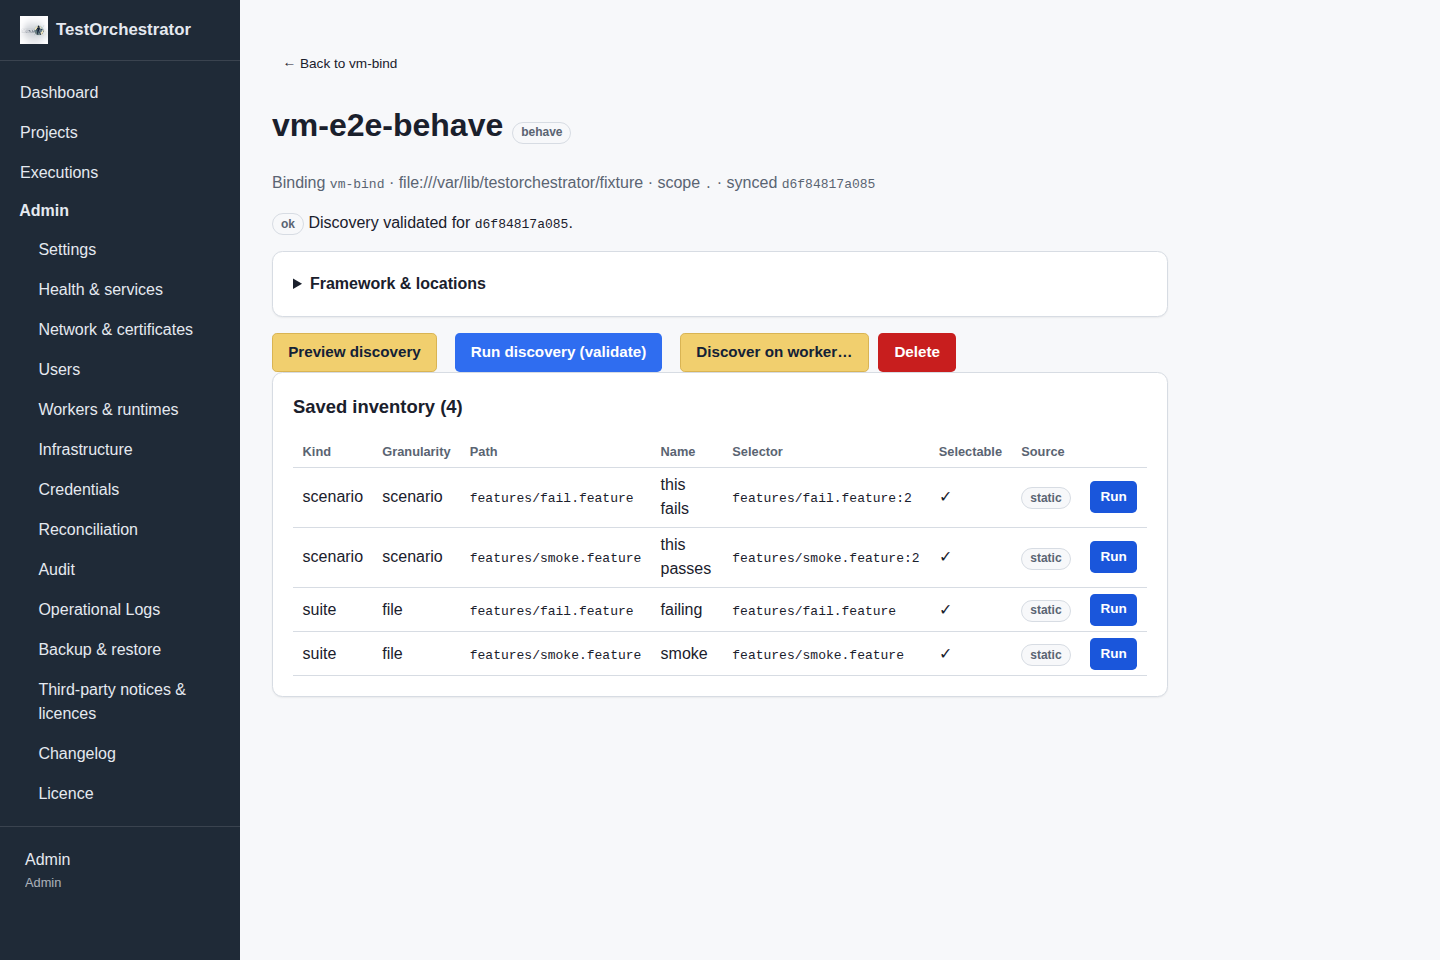 TestOrchestrator
Dashboard
Projects
Executions
Admin
Settings
Health & services
Network & certificates
Users
Workers & runtimes
Infrastructure
Credentials
Reconciliation
Audit
Operational Logs
Backup & restore
Third-party notices &
licences
Changelog
Licence
Admin
Admin
← Back to vm-bind
vm-e2e-behave behave
Binding vm-bind · file:///var/lib/testorchestrator/fixture · scope . · synced d6f84817a085
ok Discovery validated for d6f84817a085.
▶ Framework & locations
Preview discovery Run discovery (validate) Discover on worker… Delete
Saved inventory (4)
Kind Granularity Path Name Selector Selectable Source
scenario scenario features/fail.feature this fails features/fail.feature:2 ✓ static Run
scenario scenario features/smoke.feature this passes features/smoke.feature:2 ✓ static Run
suite file features/fail.feature failing features/fail.feature ✓ static Run
suite file features/smoke.feature smoke features/smoke.feature ✓ static Run